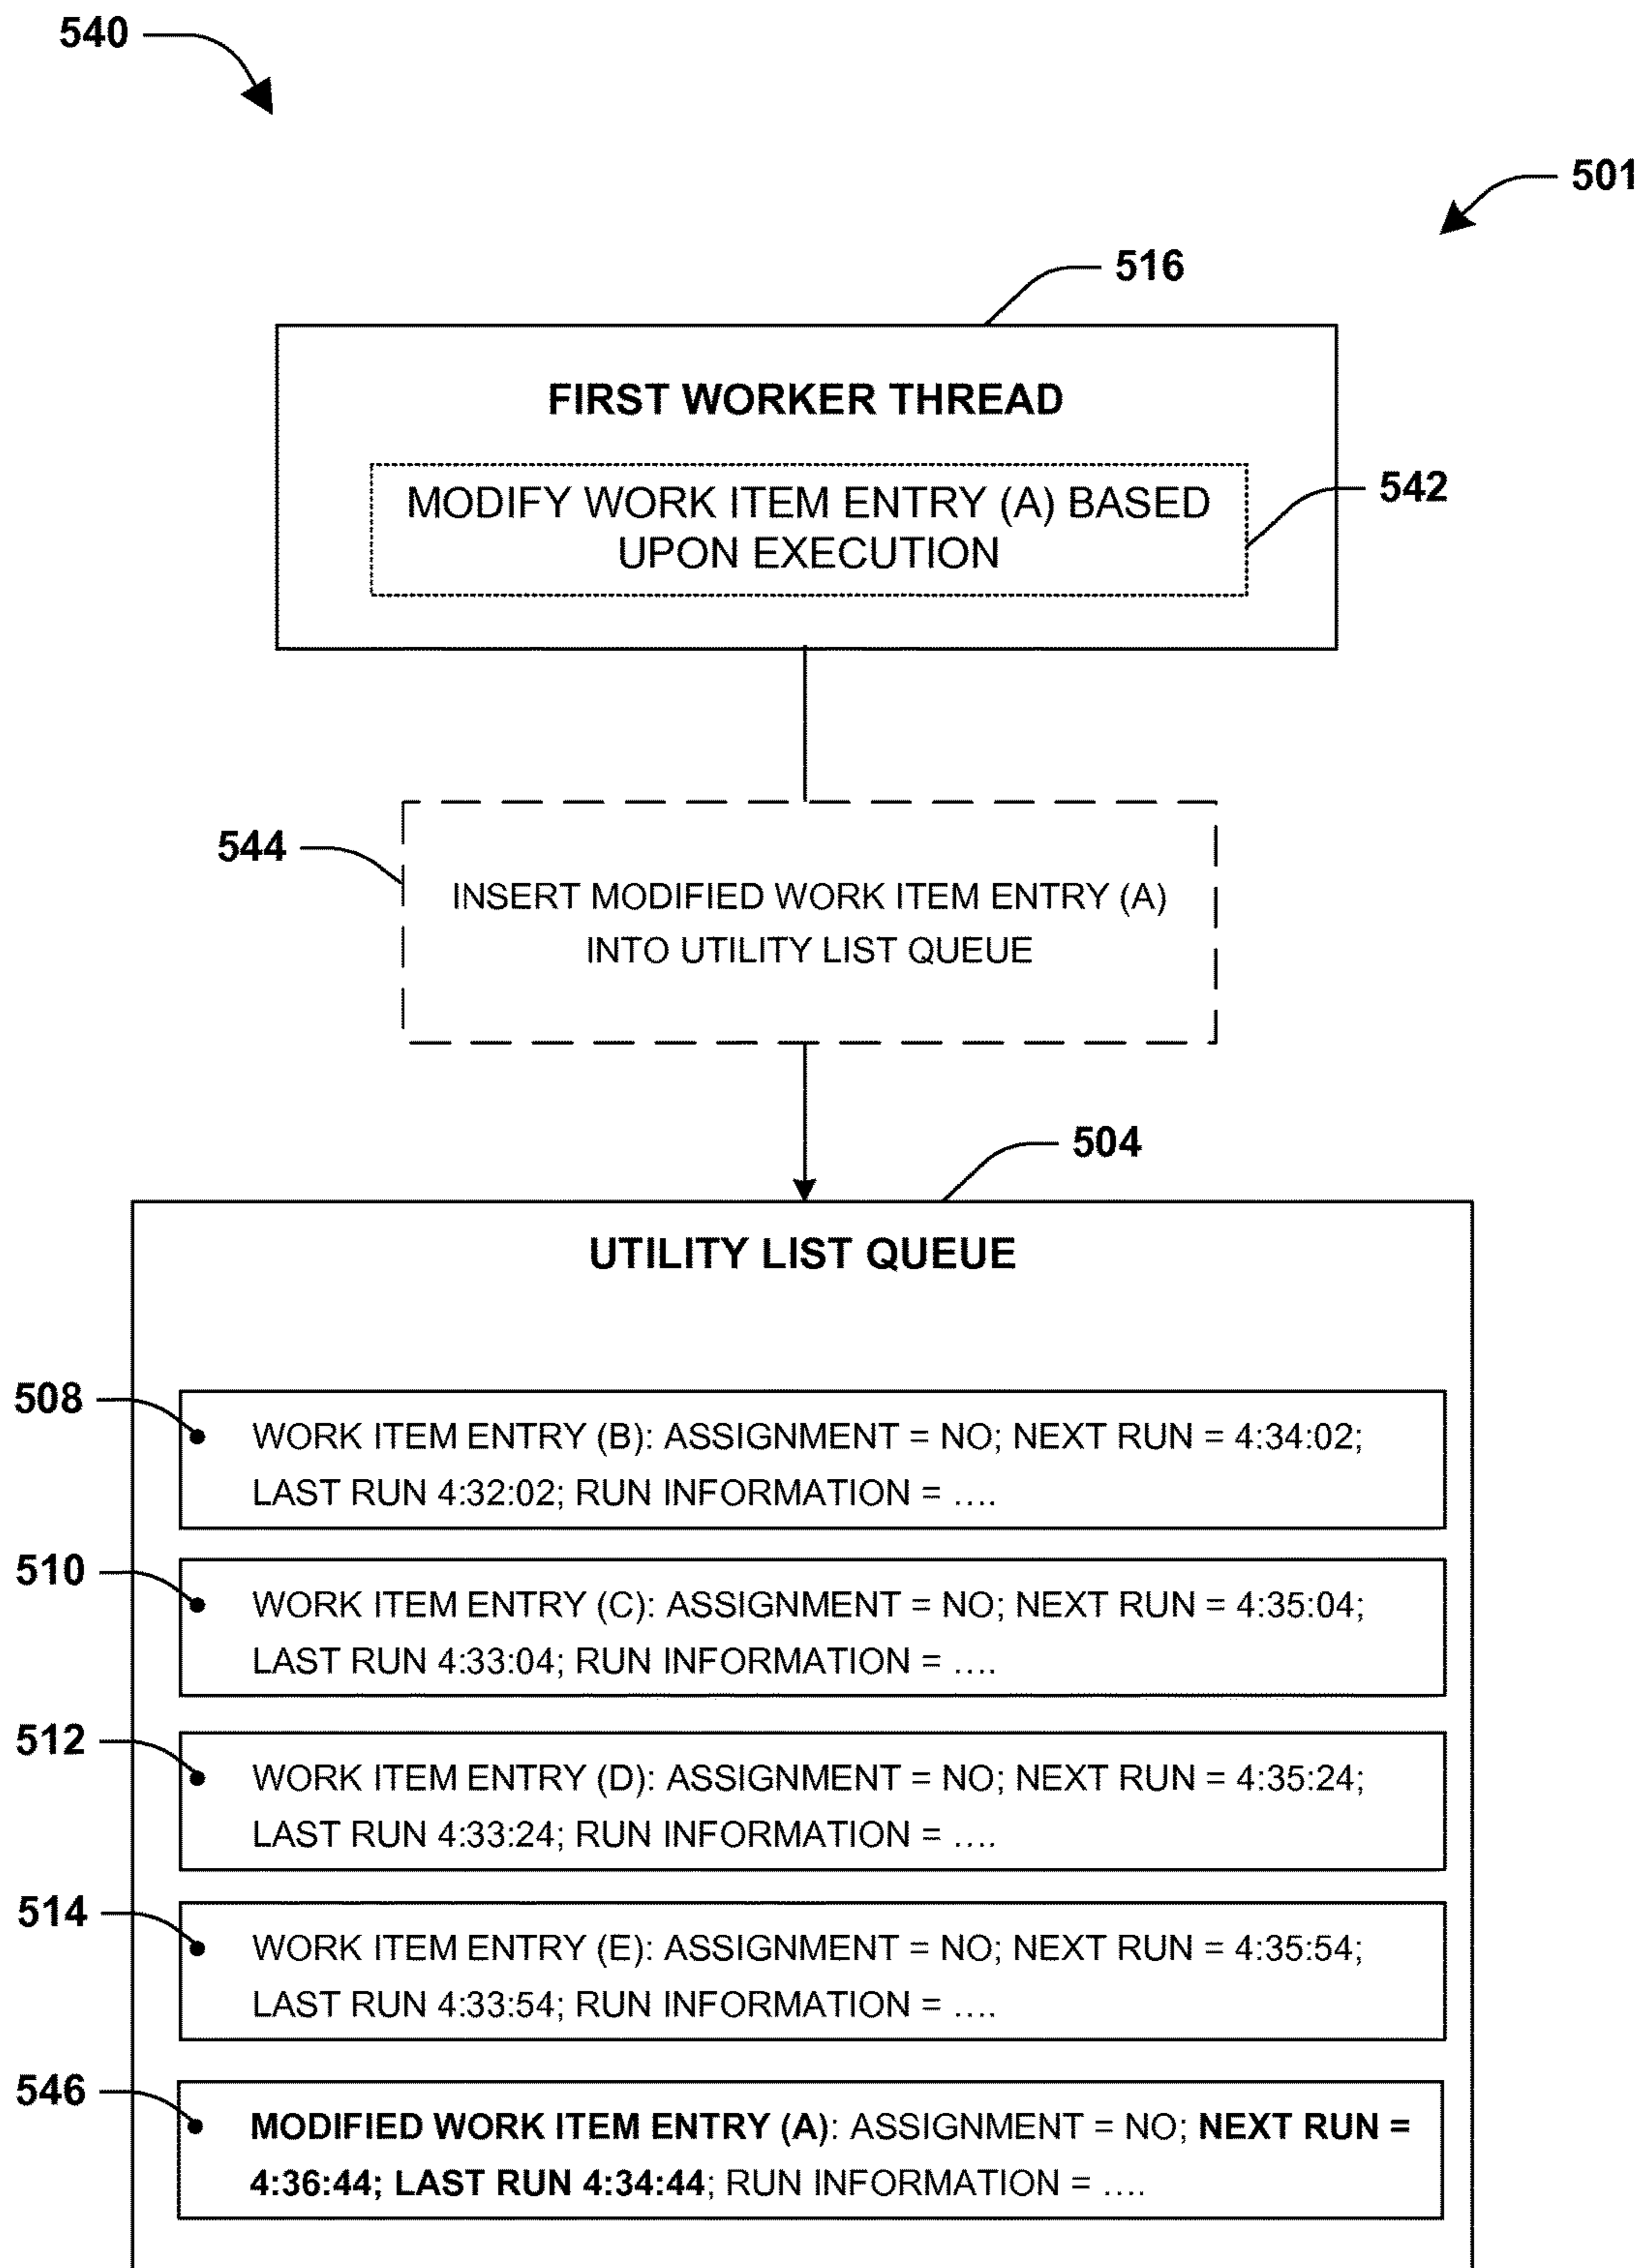 540
501
516
FIRST WORKER THREAD
MODIFY WORK ITEM ENTRY (A) BASED
UPON EXECUTION
542
544
INSERT MODIFIED WORK ITEM ENTRY (A)
INTO UTILITY LIST QUEUE
504
UTILITY LIST QUEUE
508
WORK ITEM ENTRY (B): ASSIGNMENT = NO; NEXT RUN = 4:34:02;
LAST RUN 4:32:02; RUN INFORMATION = ....
510
WORK ITEM ENTRY (C): ASSIGNMENT = NO; NEXT RUN = 4:35:04;
LAST RUN 4:33:04; RUN INFORMATION = ....
512
WORK ITEM ENTRY (D): ASSIGNMENT = NO; NEXT RUN = 4:35:24;
LAST RUN 4:33:24; RUN INFORMATION = ....
514
WORK ITEM ENTRY (E): ASSIGNMENT = NO; NEXT RUN = 4:35:54;
LAST RUN 4:33:54; RUN INFORMATION = ....
546
MODIFIED WORK ITEM ENTRY (A): ASSIGNMENT = NO; NEXT RUN =
4:36:44; LAST RUN 4:34:44; RUN INFORMATION = ....